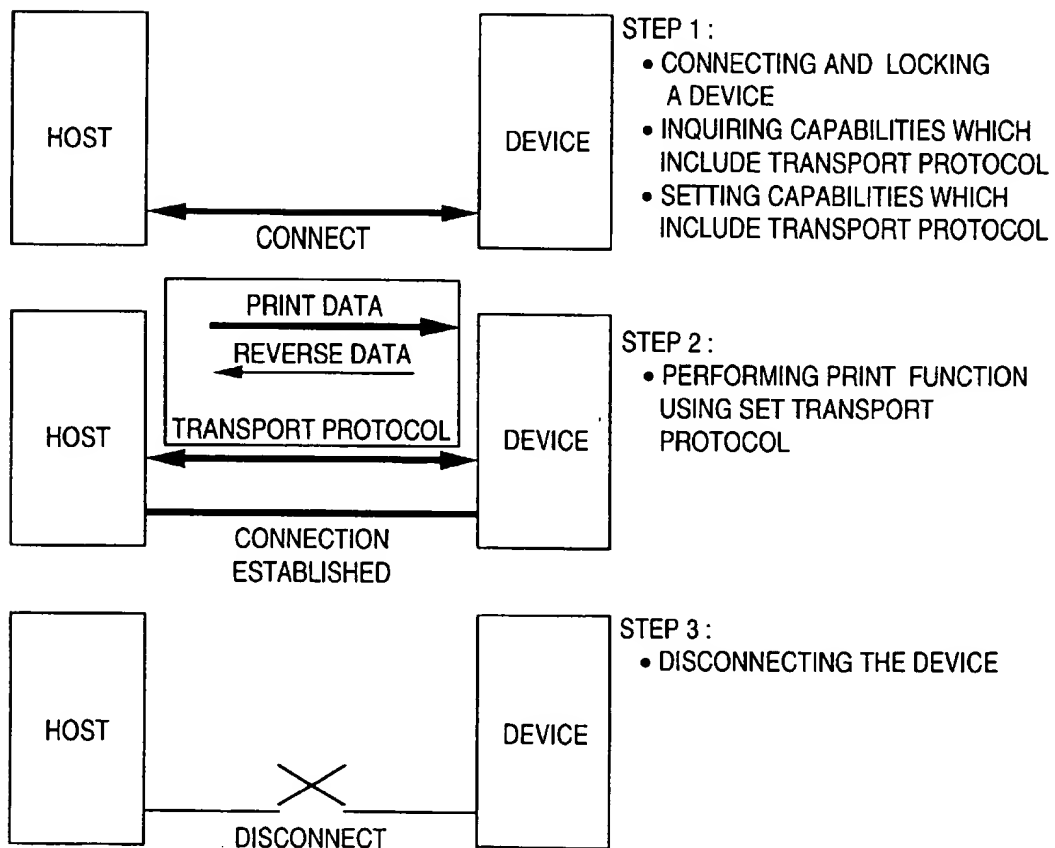 HOST
DEVICE
CONNECT
STEP 1 :
• CONNECTING AND LOCKING
A DEVICE
• INQUIRING CAPABILITIES WHICH
INCLUDE TRANSPORT PROTOCOL
• SETTING CAPABILITIES WHICH
INCLUDE TRANSPORT PROTOCOL
HOST
PRINT DATA
REVERSE DATA
TRANSPORT PROTOCOL
DEVICE
CONNECTION
ESTABLISHED
STEP 2 :
• PERFORMING PRINT FUNCTION
USING SET TRANSPORT
PROTOCOL
HOST
DEVICE
DISCONNECT
STEP 3 :
• DISCONNECTING THE DEVICE